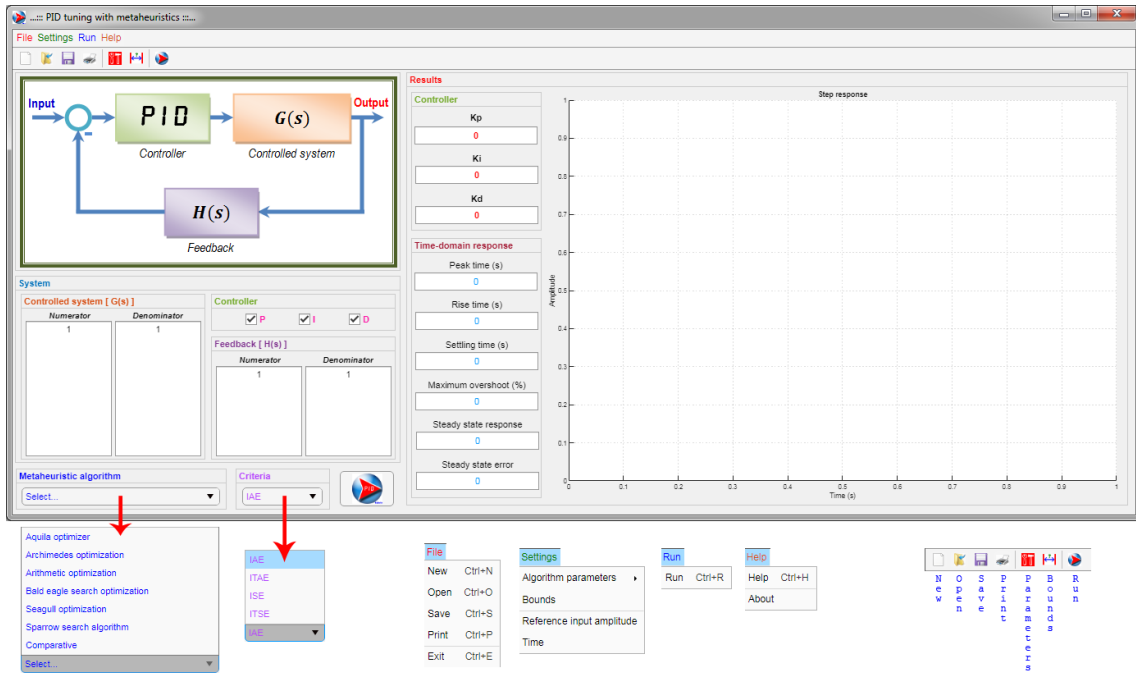 ...::: PID tuning with metaheuristics :::...
File Settings Run Help
Input
Output
PID
G(s)
Controller
Controlled system
H(s)
Feedback
System
Controlled system [ G(s) ]
Numerator Denominator
1 1
Controller
P I D
Feedback [ H(s) ]
Numerator Denominator
1 1
Metaheuristic algorithm
Select...
Criteria
IAE
PID
Results
Controller
Kp
0
Ki
0
Kd
0
Time-domain response
Peak time (s)
0
Rise time (s)
0
Settling time (s)
0
Maximum overshoot (%)
0
Steady state response
0
Steady state error
0
Step response
Amplitude
1
0.9
0.8
0.7
0.6
0.5
0.4
0.3
0.2
0.1
0
0 0.1 0.2 0.3 0.4 0.5 0.6 0.7 0.8 0.9 1
Time (s)
Aquila optimizer
Archimedes optimization
Arithmetic optimization
Bald eagle search optimization
Seagull optimization
Sparrow search algorithm
Comparative
Select...
IAE
ITAE
ISE
ITSE
IAE
File
New Ctrl+N
Open Ctrl+O
Save Ctrl+S
Print Ctrl+P
Exit Ctrl+E
Settings
Algorithm parameters
Bounds
Reference input amplitude
Time
Run
Run Ctrl+R
Help
Help Ctrl+H
About
New
Open
Save
Print
Parameters
Bounds
Run